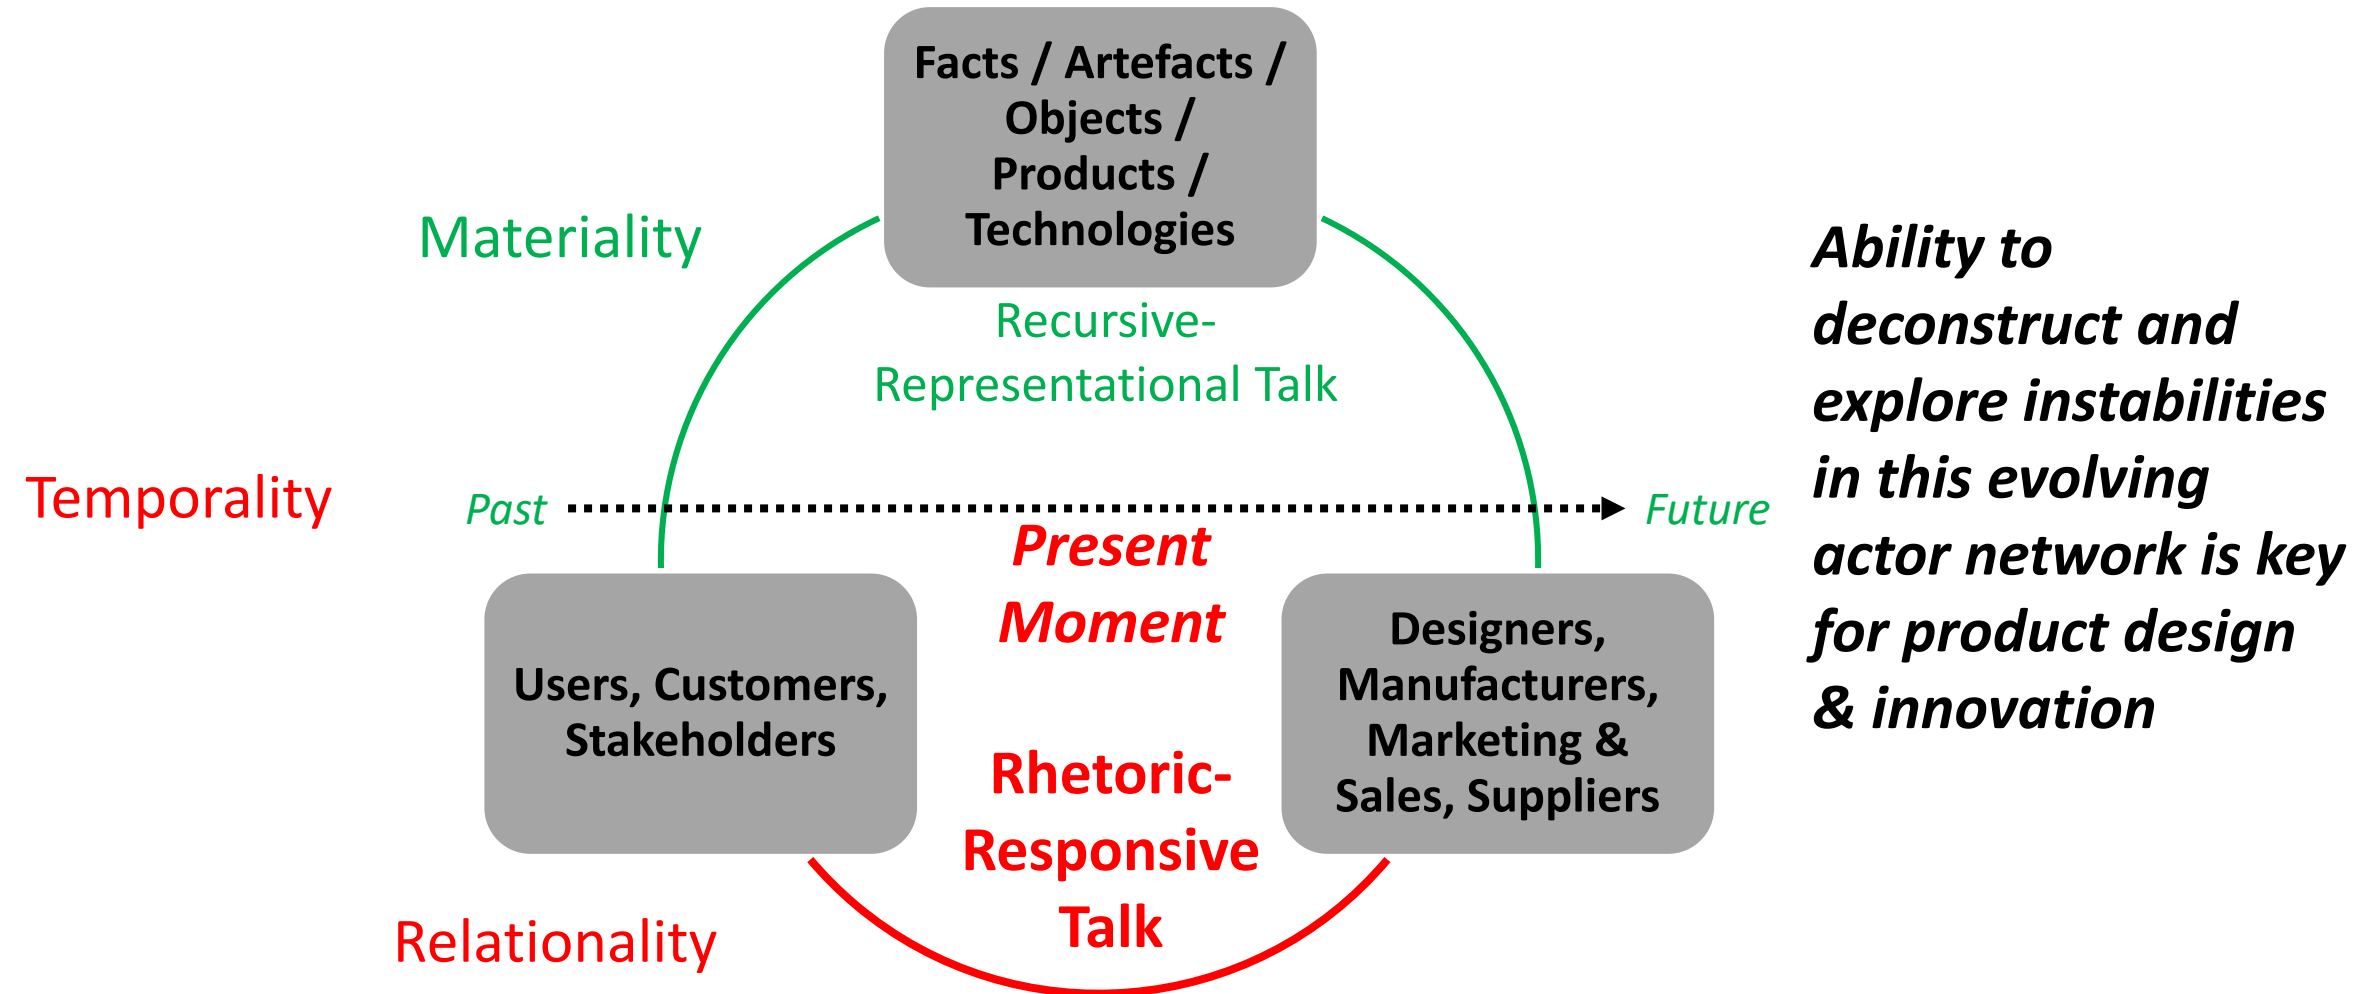 Facts / Artefacts /
Objects /
Products /
Technologies
Materiality
Recursive-
Representational Talk
Temporality
Past
Future
Present
Moment
Users, Customers,
Stakeholders
Designers,
Manufacturers,
Marketing &
Sales, Suppliers
Rhetoric-
Responsive
Talk
Relationality
Ability to
deconstruct and
explore instabilities
in this evolving
actor network is key
for product design
& innovation